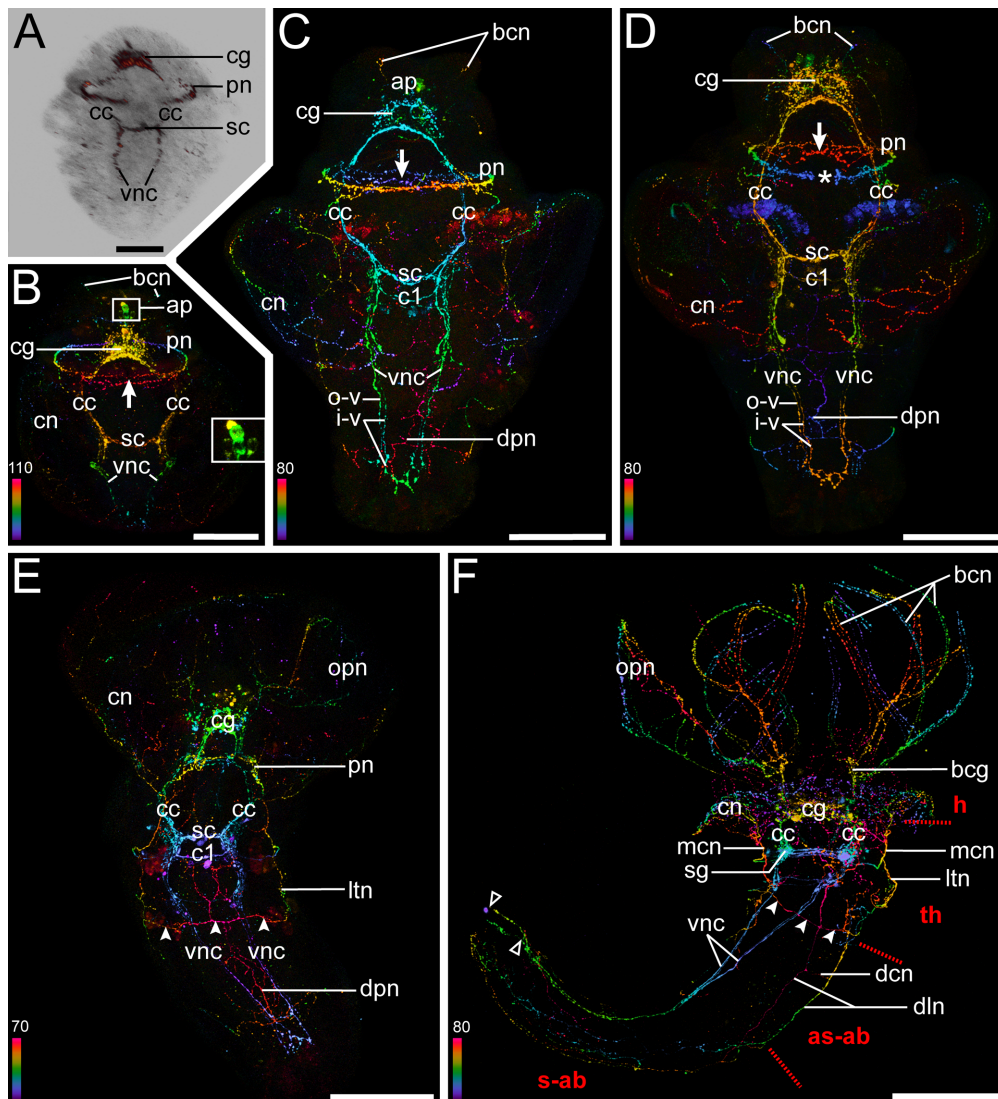 A
cg
pn
cc cc
sc
vnc
B
bcn
ap
cg
pn
cc cc
cn
sc
vnc
110
C
bcn
ap
cg
pn
cc cc
sc
c1
cn
vnc
o-v
i-v
dpn
80
D
bcn
cg
pn
*
cc cc
sc
c1
cn
vnc vnc
o-v
i-v
dpn
80
E
opn
cn
cg
pn
cc cc
sc
c1
ltn
vnc vnc
dpn
70
F
bcn
opn
bcg
h
cn
cg
cc cc
mcn mcn
sg
ltn
th
vnc
dcn
dln
as-ab
s-ab
80